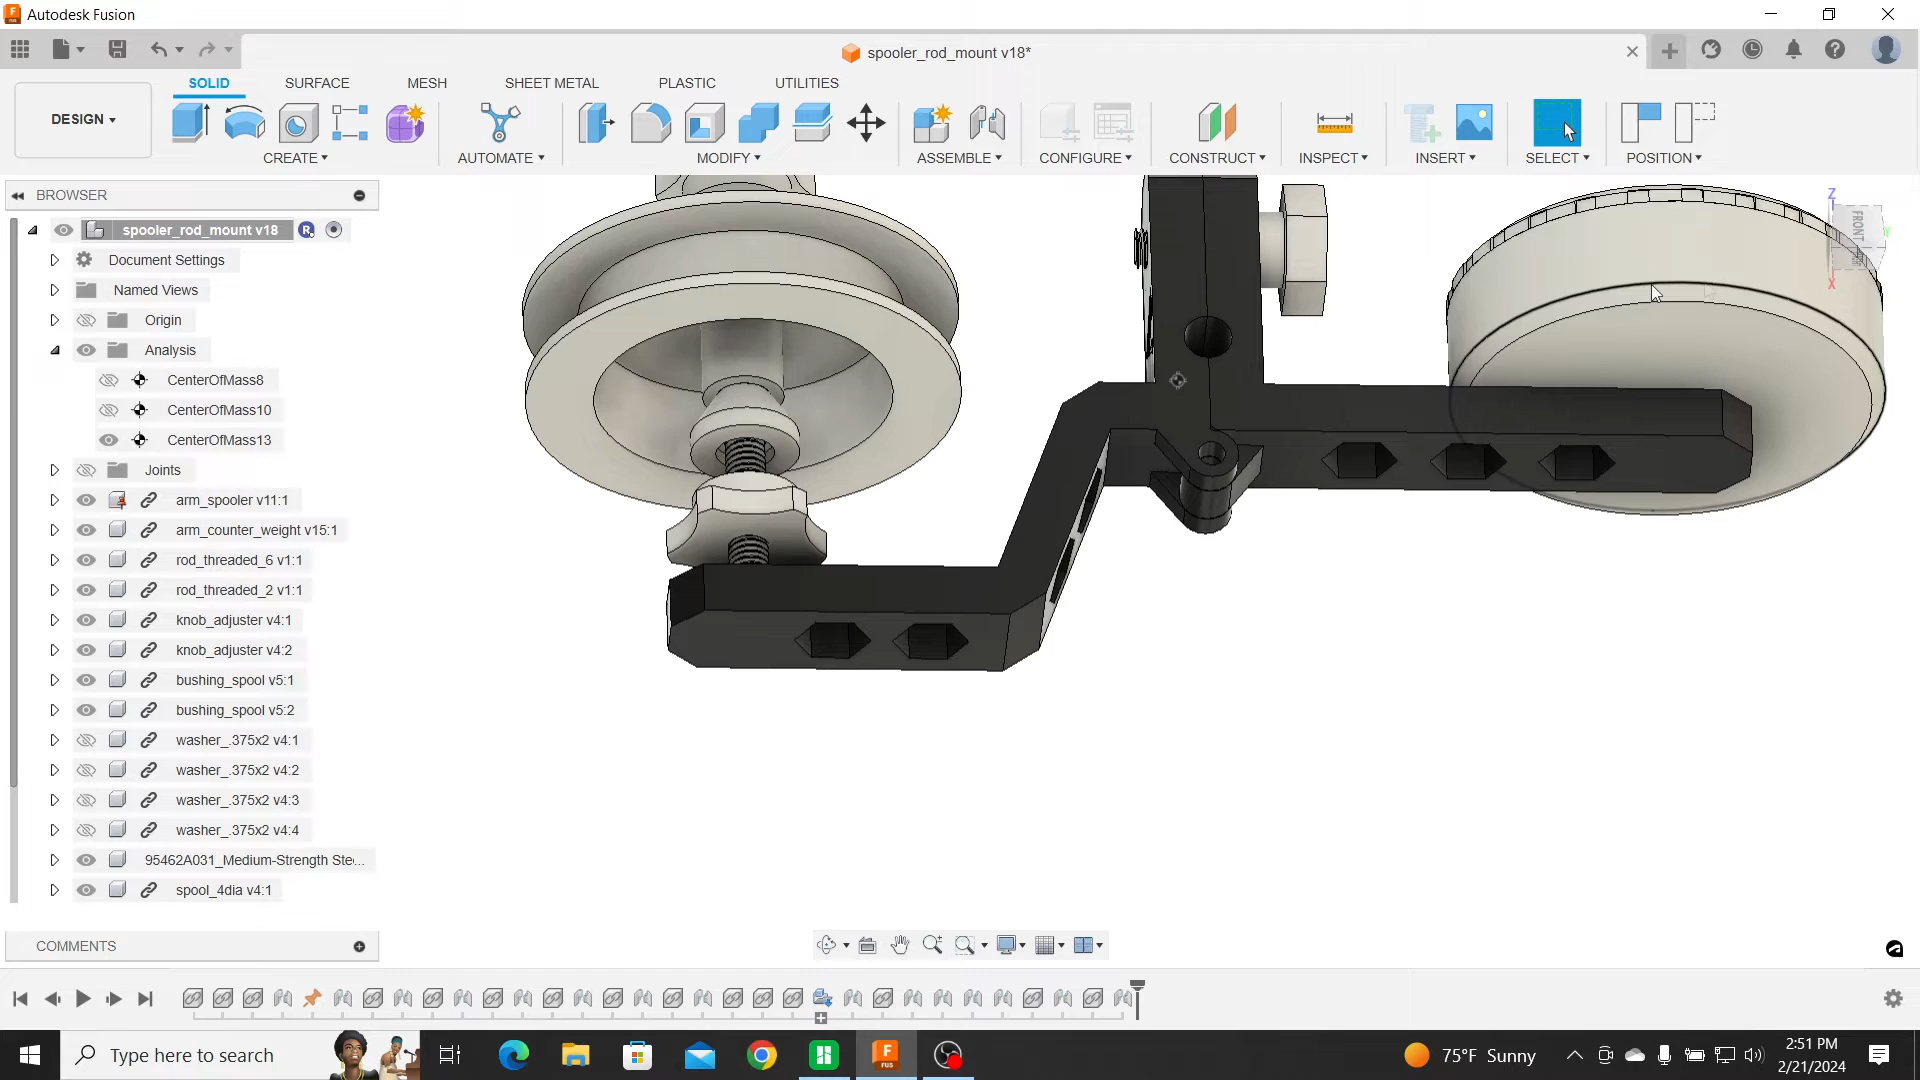 Autodesk Fusion
spooler_rod_mount v18*
SOLID SURFACE MESH SHEET METAL PLASTIC UTILITIES
DESIGN
CREATE AUTOMATE MODIFY ASSEMBLE CONFIGURE CONSTRUCT INSPECT INSERT SELECT POSITION
BROWSER
spooler_rod_mount v18
Document Settings
Named Views
Origin
Analysis
CenterOfMass8
CenterOfMass10
CenterOfMass13
Joints
arm_spooler v11:1
arm_counter_weight v15:1
rod_threaded_6 v1:1
rod_threaded_2 v1:1
knob_adjuster v4:1
knob_adjuster v4:2
bushing_spool v5:1
bushing_spool v5:2
washer_.375x2 v4:1
washer_.375x2 v4:2
washer_.375x2 v4:3
washer_.375x2 v4:4
95462A031_Medium-Strength Ste...
spool_4dia v4:1
Z
FRONT
Y
X
COMMENTS
Type here to search
75°F Sunny
2:51 PM
2/21/2024